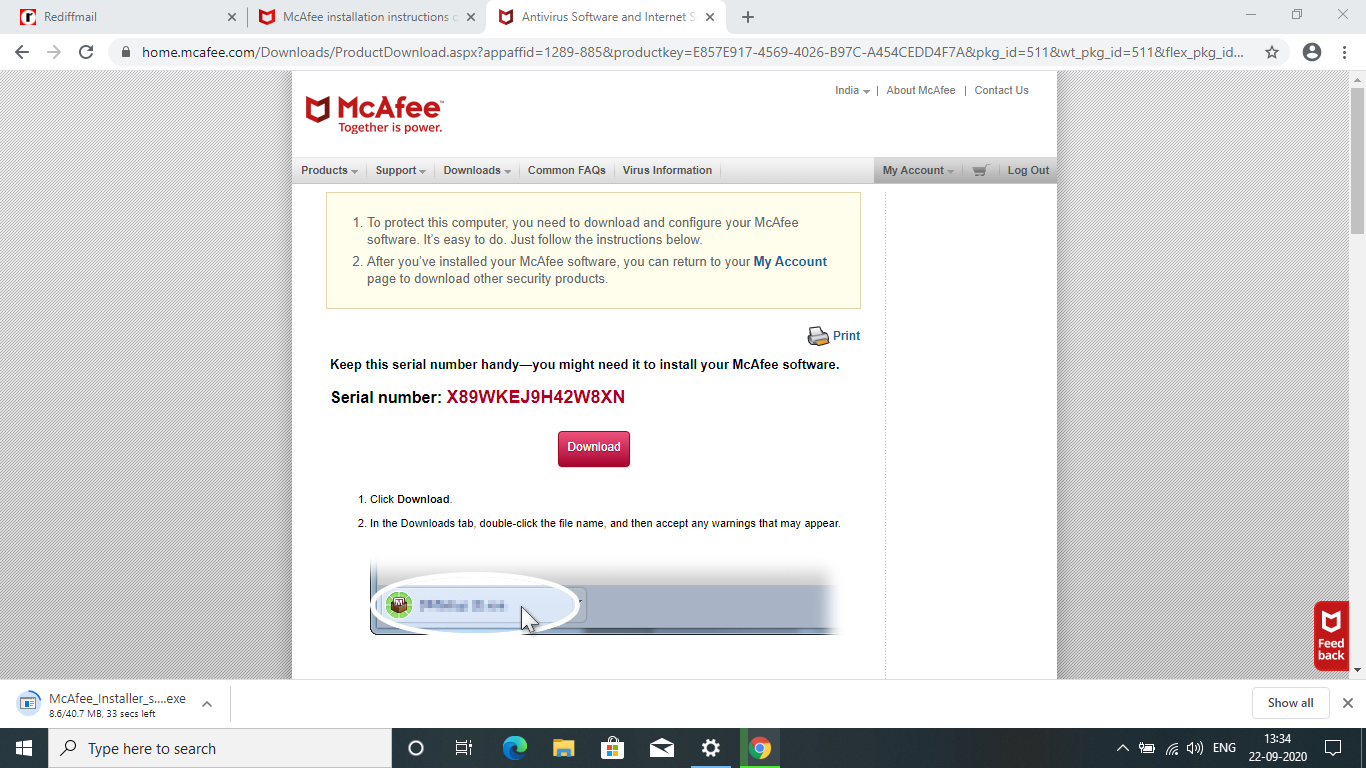 Rediffmail
McAfee installation instructions
Antivirus Software and Internet S
home.mcafee.com/Downloads/ProductDownload.aspx?appaffid=1289-885&productkey=E857E917-4569-4026-B97C-A454CEDD4F7A&pkg_id=511&wt_pkg_id=511&flex_pkg_id...
India | About McAfee | Contact Us
McAfee™
Together is power.
Products Support Downloads Common FAQs Virus Information My Account Log Out
1. To protect this computer, you need to download and configure your McAfee
software. It's easy to do. Just follow the instructions below.
2. After you've installed your McAfee software, you can return to your My Account
page to download other security products.
Print
Keep this serial number handy—you might need it to install your McAfee software.
Serial number: X89WKEJ9H42W8XN
Download
1. Click Download.
2. In the Downloads tab, double-click the file name, and then accept any warnings that may appear.
Feed
back
McAfee_Installer_s....exe
8.6/40.7 MB, 33 secs left
Show all
Type here to search
ENG
13:34
22-09-2020